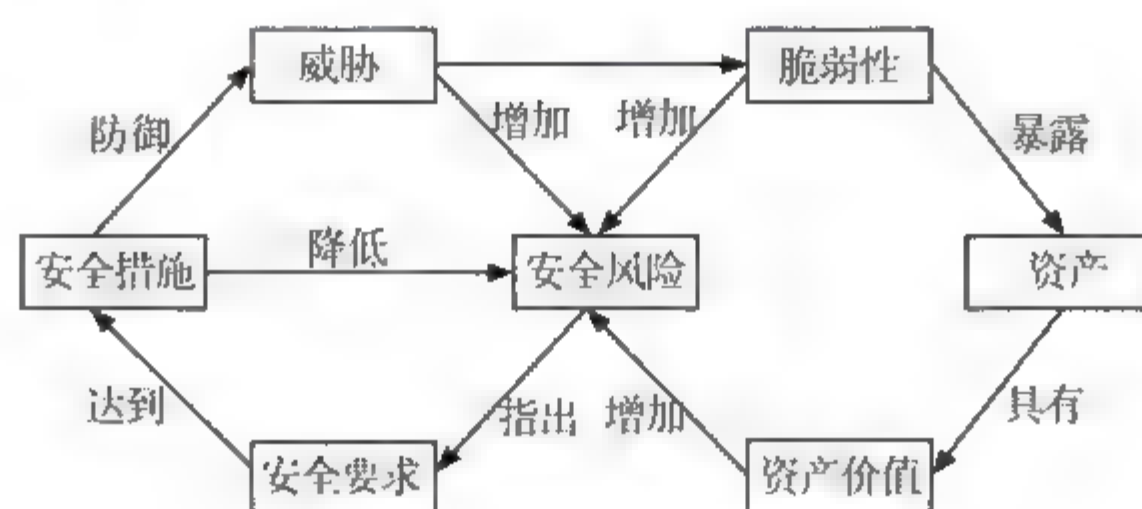 威胁
脆弱性
防御
增加
增加
暴露
安全措施
降低
安全风险
资产
达到
指出
增加
具有
安全要求
资产价值